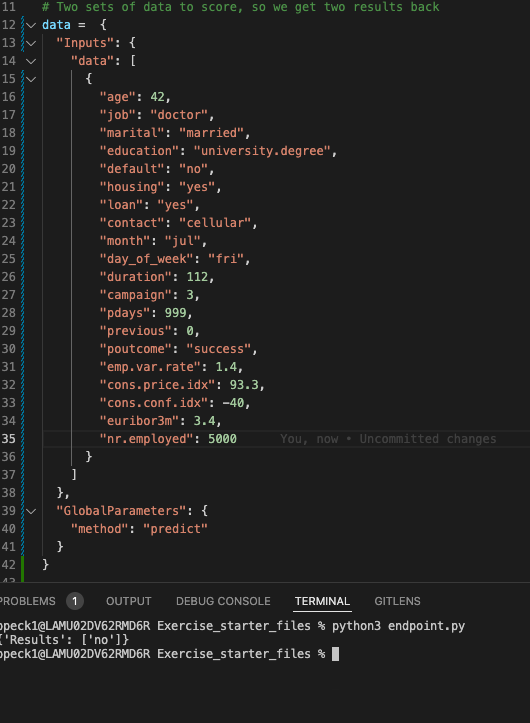 11 # Two sets of data to score, so we get two results back
12 data = {
13 "Inputs": {
14 "data": [
15 {
16 "age": 42,
17 "job": "doctor",
18 "marital": "married",
19 "education": "university.degree",
20 "default": "no",
21 "housing": "yes",
22 "loan": "yes",
23 "contact": "cellular",
24 "month": "jul",
25 "day_of_week": "fri",
26 "duration": 112,
27 "campaign": 3,
28 "pdays": 999,
29 "previous": 0,
30 "poutcome": "success",
31 "emp.var.rate": 1.4,
32 "cons.price.idx": 93.3,
33 "cons.conf.idx": -40,
34 "euribor3m": 3.4,
35 "nr.employed": 5000 You, now • Uncommitted changes
36 }
37 ]
38 },
39 "GlobalParameters": {
40 "method": "predict"
41 }
42 }
PROBLEMS 1 OUTPUT DEBUG CONSOLE TERMINAL GITLENS
ppeck1@LAMU02DV62RMD6R Exercise_starter_files % python3 endpoint.py
{'Results': ['no']}
ppeck1@LAMU02DV62RMD6R Exercise_starter_files %